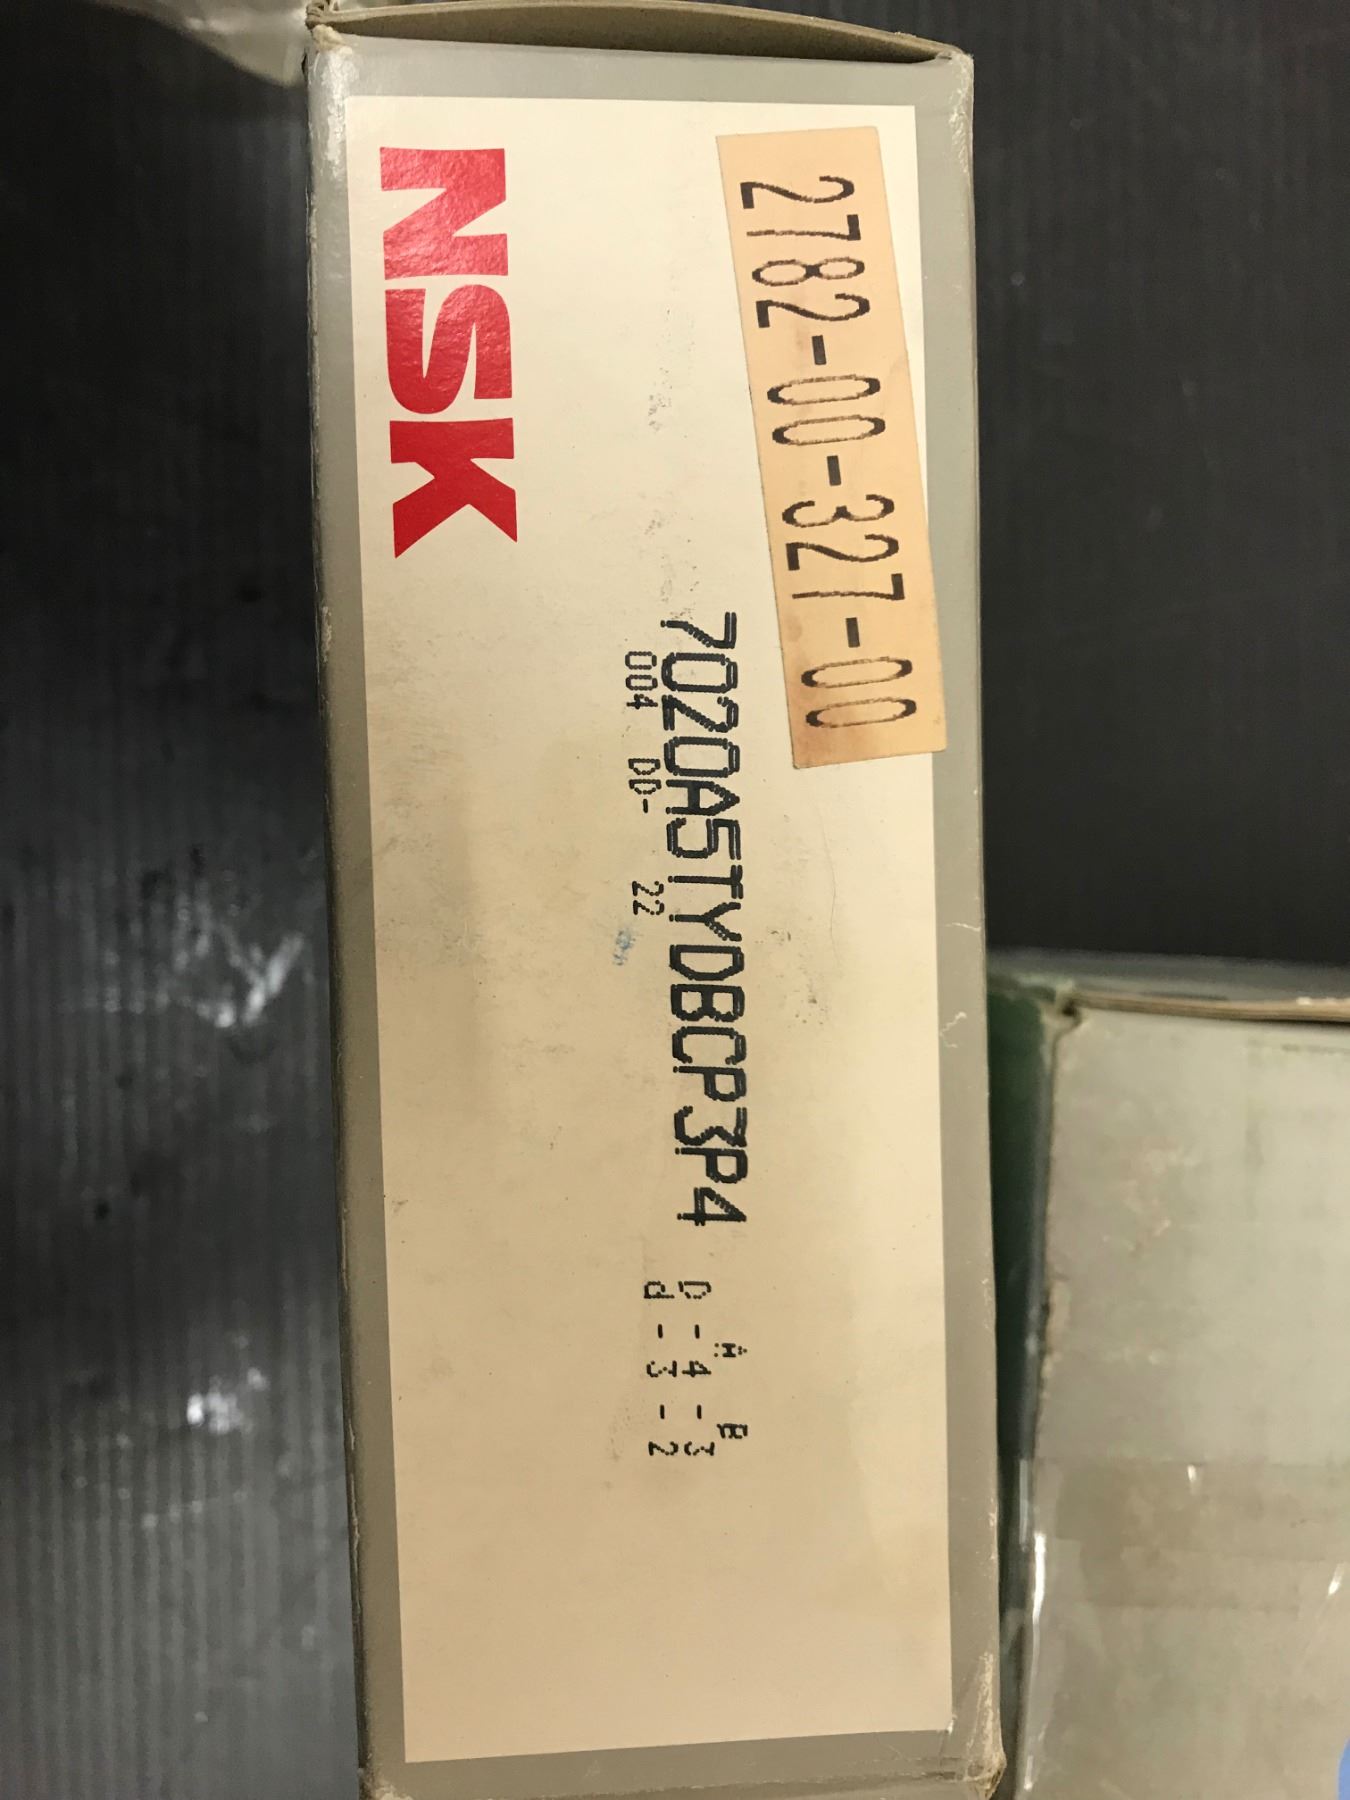 NSK
2782-00-327-00
7020A5TYDBCP3P4
004 DD- 22
A B
D - 4 - 3
d - 3 - 2